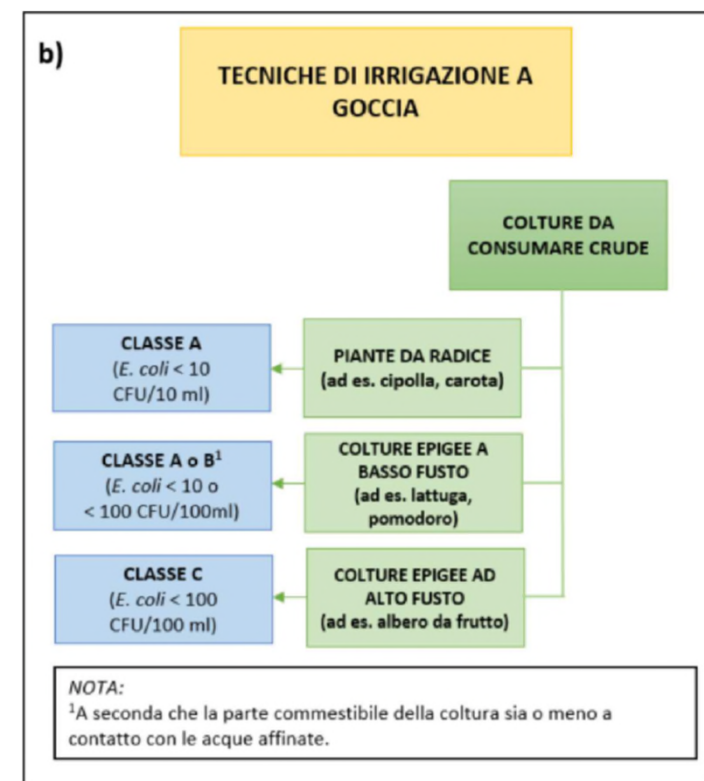 b)
TECNICHE DI IRRIGAZIONE A
GOCCIA
COLTURE DA
CONSUMARE CRUDE
CLASSE A
(E. coli < 10
CFU/10 ml)
PIANTE DA RADICE
(ad es. cipolla, carota)
CLASSE A o B¹
(E. coli < 10 o
< 100 CFU/100ml)
COLTURE EPIGEE A
BASSO FUSTO
(ad es. lattuga,
pomodoro)
CLASSE C
(E. coli < 100
CFU/100 ml)
COLTURE EPIGEE AD
ALTO FUSTO
(ad es. albero da frutto)
NOTA:
¹A seconda che la parte commestibile della coltura sia o meno a
contatto con le acque affinate.